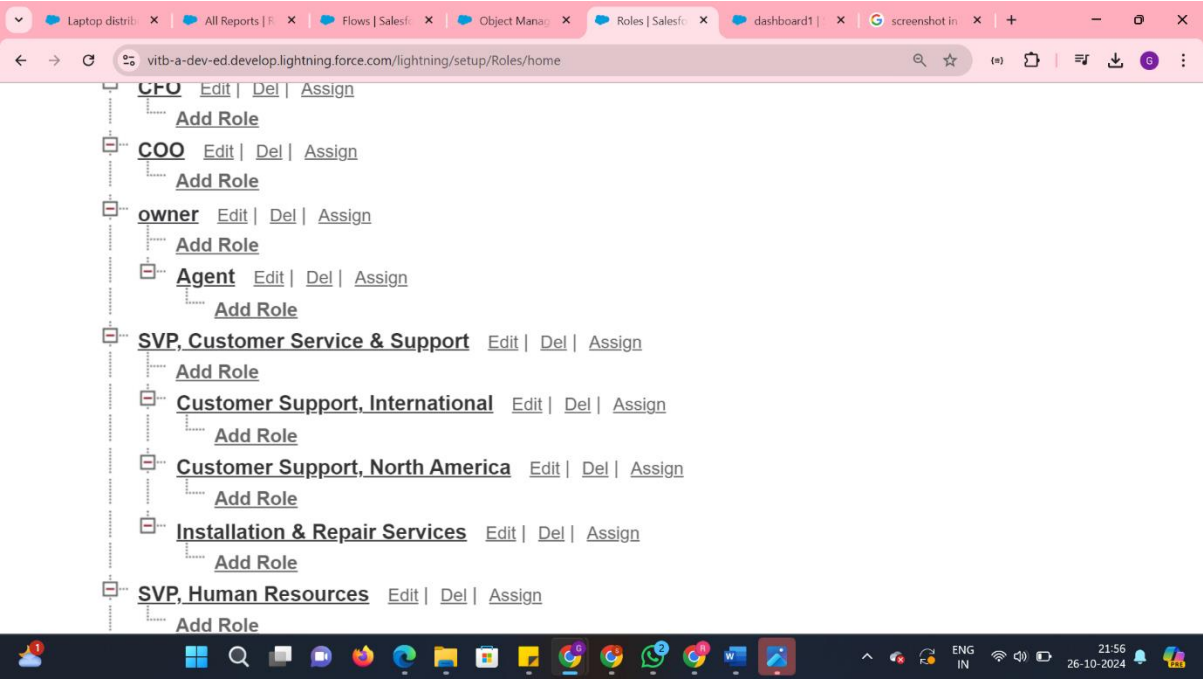 Laptop distrib
All Reports | R
Flows | Salesfo
Object Manag
Roles | Salesfo
dashboard1 |
screenshot in
vitb-a-dev-ed.develop.lightning.force.com/lightning/setup/Roles/home
G
CFO Edit | Del | Assign
Add Role
COO Edit | Del | Assign
Add Role
owner Edit | Del | Assign
Add Role
Agent Edit | Del | Assign
Add Role
SVP, Customer Service & Support Edit | Del | Assign
Add Role
Customer Support, International Edit | Del | Assign
Add Role
Customer Support, North America Edit | Del | Assign
Add Role
Installation & Repair Services Edit | Del | Assign
Add Role
SVP, Human Resources Edit | Del | Assign
Add Role
1
2
ENG
IN
21:56
26-10-2024
PRE